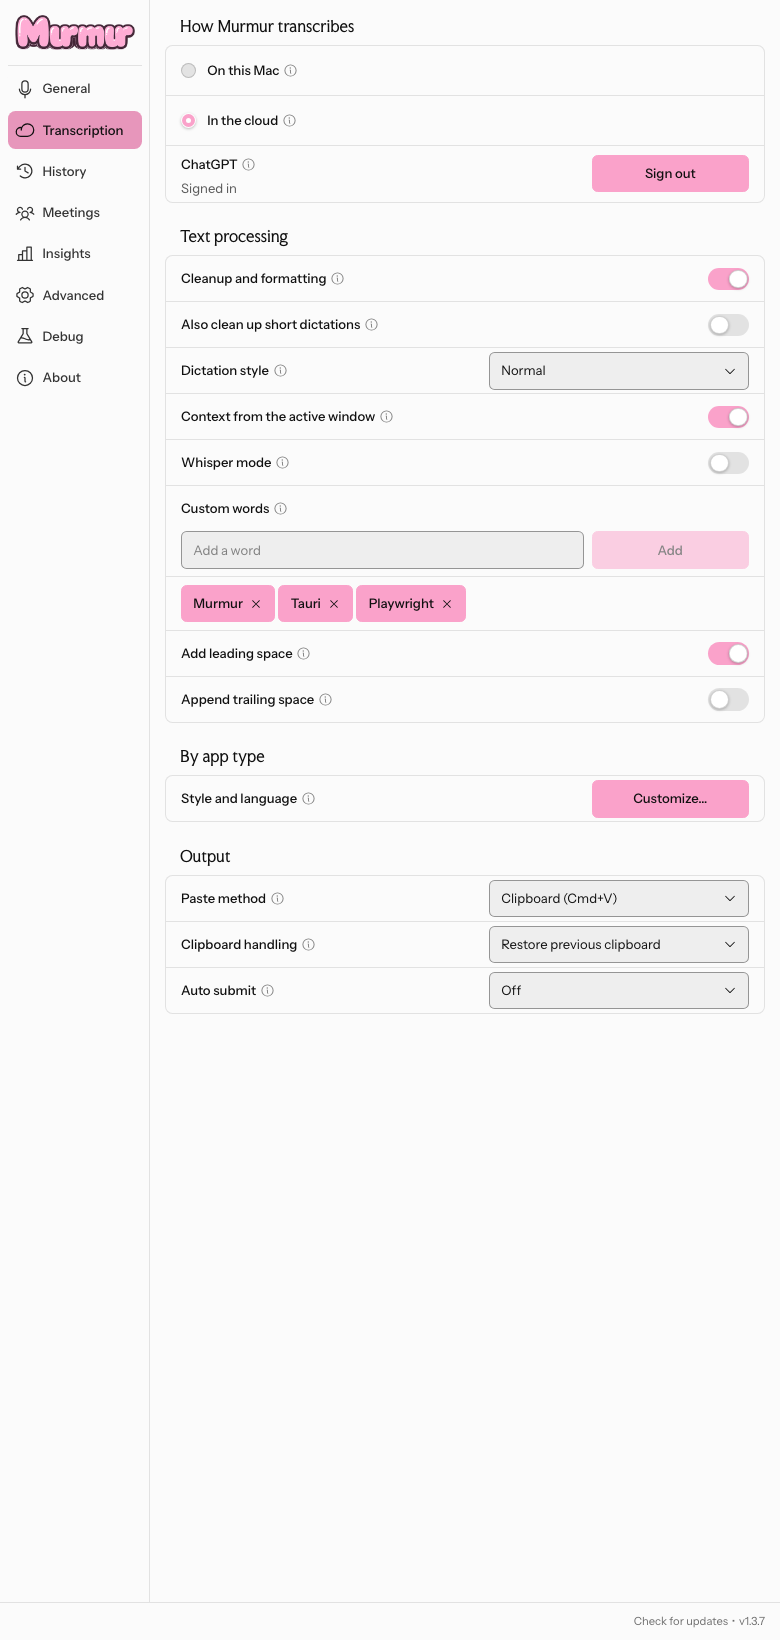 Murmur
General
Transcription
History
Meetings
Insights
Advanced
Debug
About
How Murmur transcribes
On this Mac
In the cloud
ChatGPT
Signed in
Sign out
Text processing
Cleanup and formatting
Also clean up short dictations
Dictation style
Normal
Context from the active window
Whisper mode
Custom words
Add a word
Add
Murmur
Tauri
Playwright
Add leading space
Append trailing space
By app type
Style and language
Customize...
Output
Paste method
Clipboard (Cmd+V)
Clipboard handling
Restore previous clipboard
Auto submit
Off
Check for updates • v1.3.7